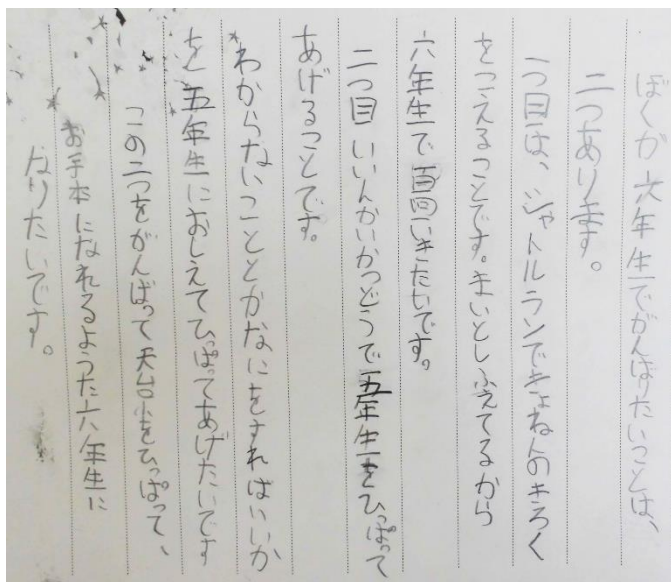 ぼくが六年生でがんばりたいことは、
二つあります。
一つ目は、シャトルランできょねんのきろく
をこえることです。まいとしふえてるから
六年生で百回いきたいです。
二つ目いいんかいかつどうで五年生をひっぱって
あげることです。
わからないこととかなにをすればいいか
を五年生におしえてひっぱてあげたいです
この二つをがんばって天台小をひっぱって、
お手本になれるような六年生に
なりたいです。